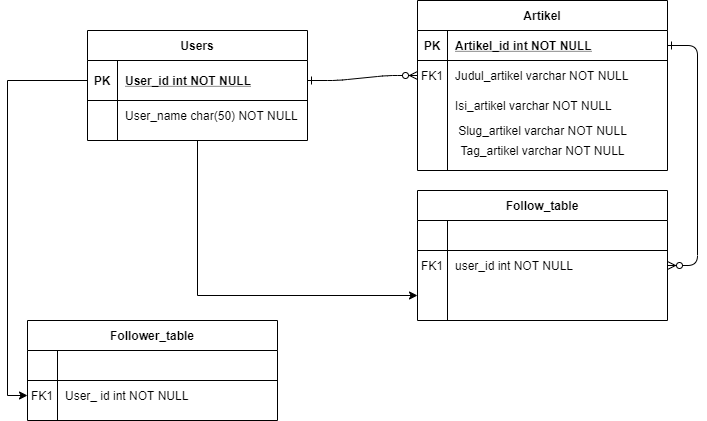 Users
PK User_id int NOT NULL
User_name char(50) NOT NULL
Artikel
PK Artikel_id int NOT NULL
FK1 Judul_artikel varchar NOT NULL
Isi_artikel varchar NOT NULL
Slug_artikel varchar NOT NULL
Tag_artikel varchar NOT NULL
Follow_table
FK1 user_id int NOT NULL
Follower_table
FK1 User_ id int NOT NULL